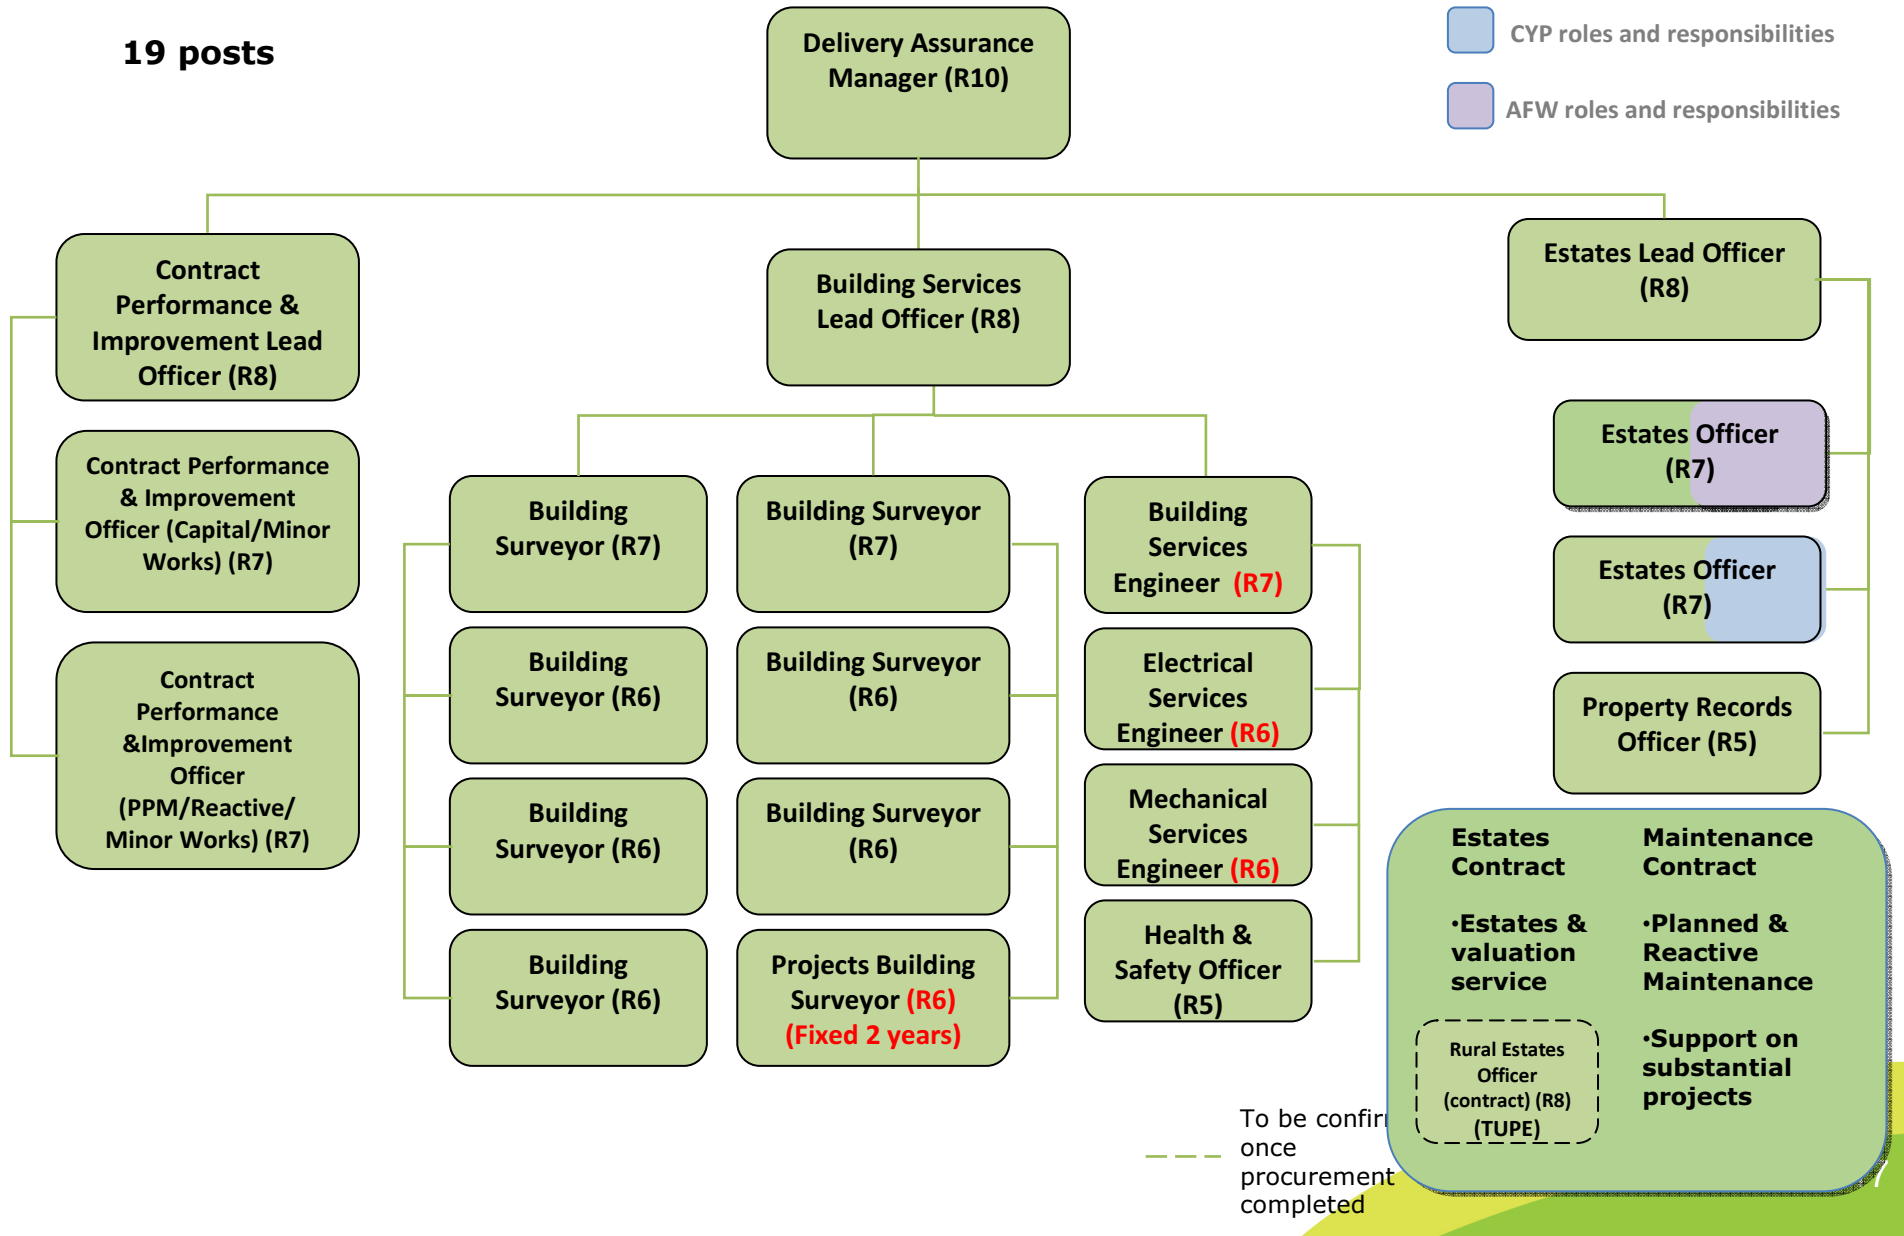 19 posts
Delivery Assurance
Manager (R10)
CYP roles and responsibilities
AFW roles and responsibilities
Contract
Performance &
Improvement Lead
Officer (R8)
Building Services
Lead Officer (R8)
Estates Lead Officer
(R8)
Contract Performance
& Improvement
Officer (Capital/Minor
Works) (R7)
Contract
Performance
&Improvement
Officer
(PPM/Reactive/
Minor Works) (R7)
Building
Surveyor (R7)
Building
Surveyor (R6)
Building
Surveyor (R6)
Building
Surveyor (R6)
Building Surveyor
(R7)
Building Surveyor
(R6)
Building Surveyor
(R6)
Projects Building
Surveyor (R6)
(Fixed 2 years)
Building
Services
Engineer (R7)
Electrical
Services
Engineer (R6)
Mechanical
Services
Engineer (R6)
Health &
Safety Officer
(R5)
Estates Officer
(R7)
Estates Officer
(R7)
Property Records
Officer (R5)
Estates
Contract
•Estates &
valuation
service
Rural Estates
Officer
(contract) (R8)
(TUPE)
Maintenance
Contract
•Planned &
Reactive
Maintenance
•Support on
substantial
projects
To be confir
once
procurement
completed
7